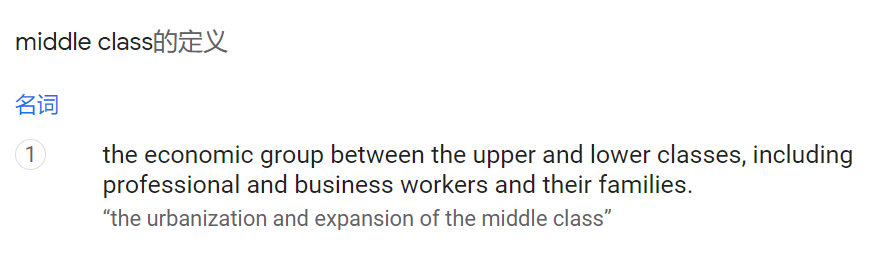 middle class的定义
名词
1
the economic group between the upper and lower classes, including
professional and business workers and their families.
“the urbanization and expansion of the middle class”